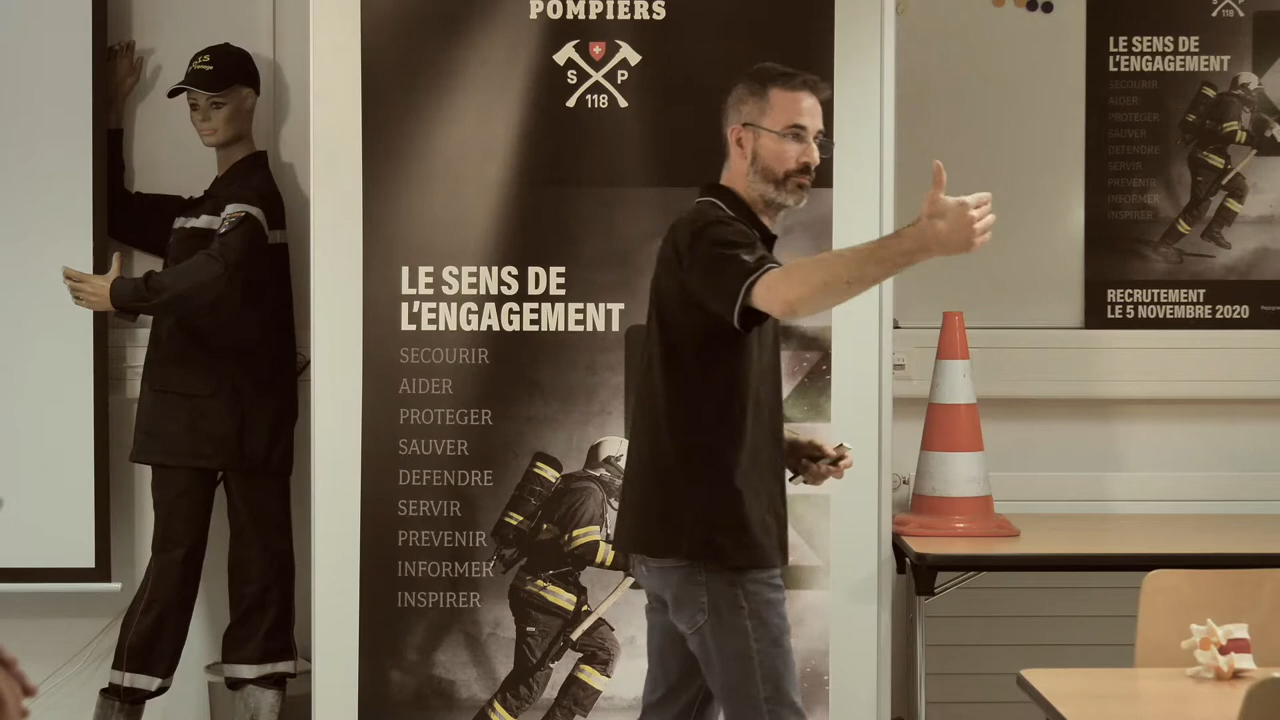 POMPIERS
S P
118
LE SENS DE
L'ENGAGEMENT
SECOURIR
AIDER
PROTEGER
SAUVER
DEFENDRE
SERVIR
PREVENIR
INFORMER
INSPIRER
118
LE SENS DE
L'ENGAGEMENT
SECOURIR
AIDER
PROTEGER
SAUVER
DEFENDRE
SERVIR
PREVENIR
INFORMER
INSPIRER
RECRUTEMENT
LE 5 NOVEMBRE 2020